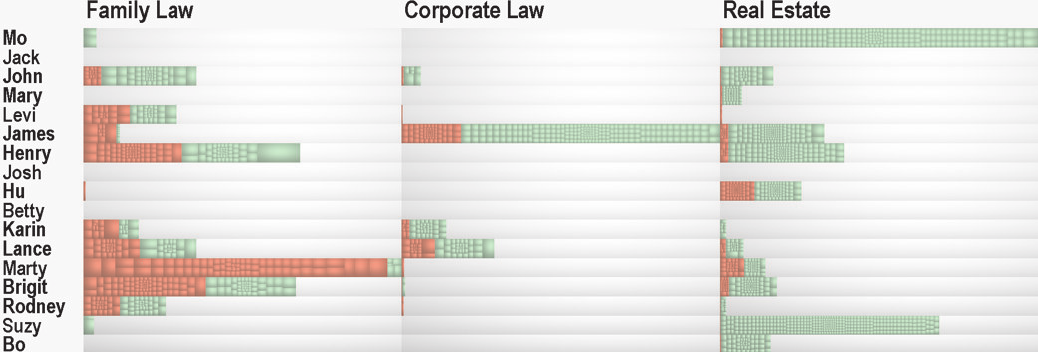 Family Law Corporate Law Real Estate
Mo
Jack
John
Mary
Levi
James
Henry
Josh
Hu
Betty
Karin
Lance
Marty
Brigit
Rodney
Suzy
Bo